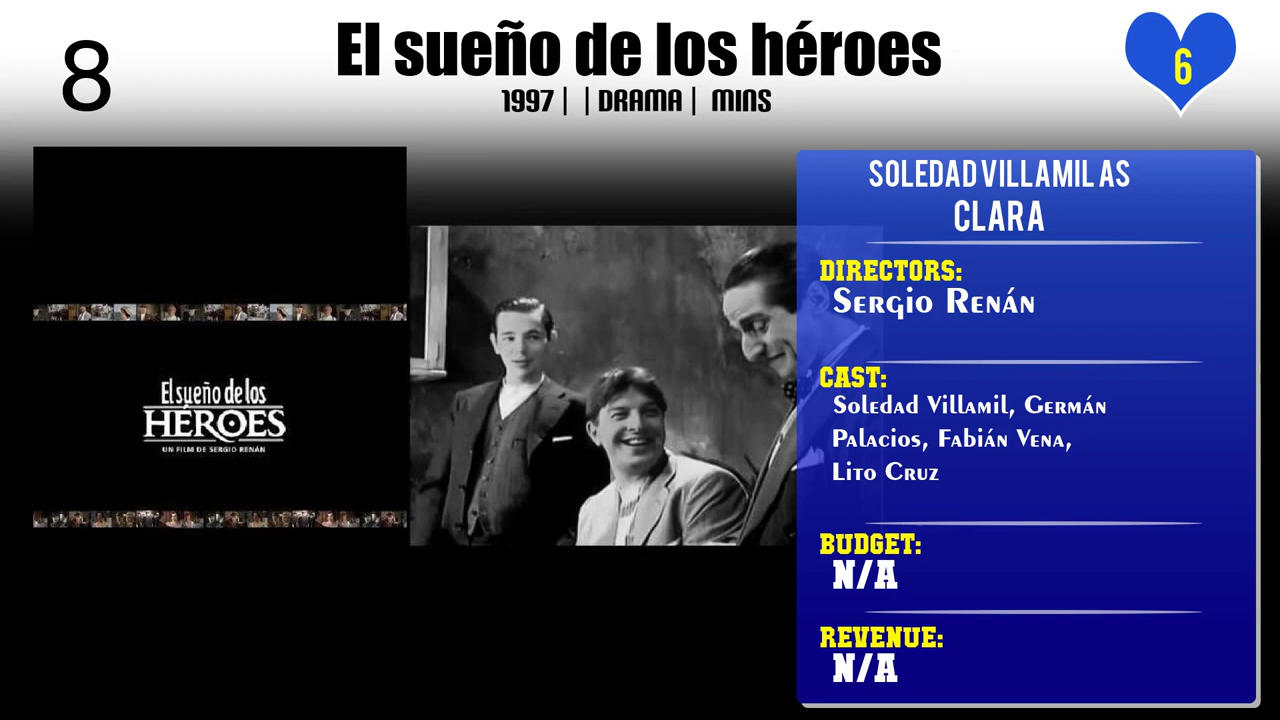 8
El sueño de los héroes
1997 | | DRAMA | MINS
6
SOLEDAD VILLAMIL AS
CLARA
DIRECTORS:
Sergio Renán
CAST:
Soledad Villamil, Germán
Palacios, Fabián Vena,
Lito Cruz
BUDGET:
N/A
REVENUE:
N/A
El sueño de los
HÉROES
UN FILM DE SERGIO RENÁN